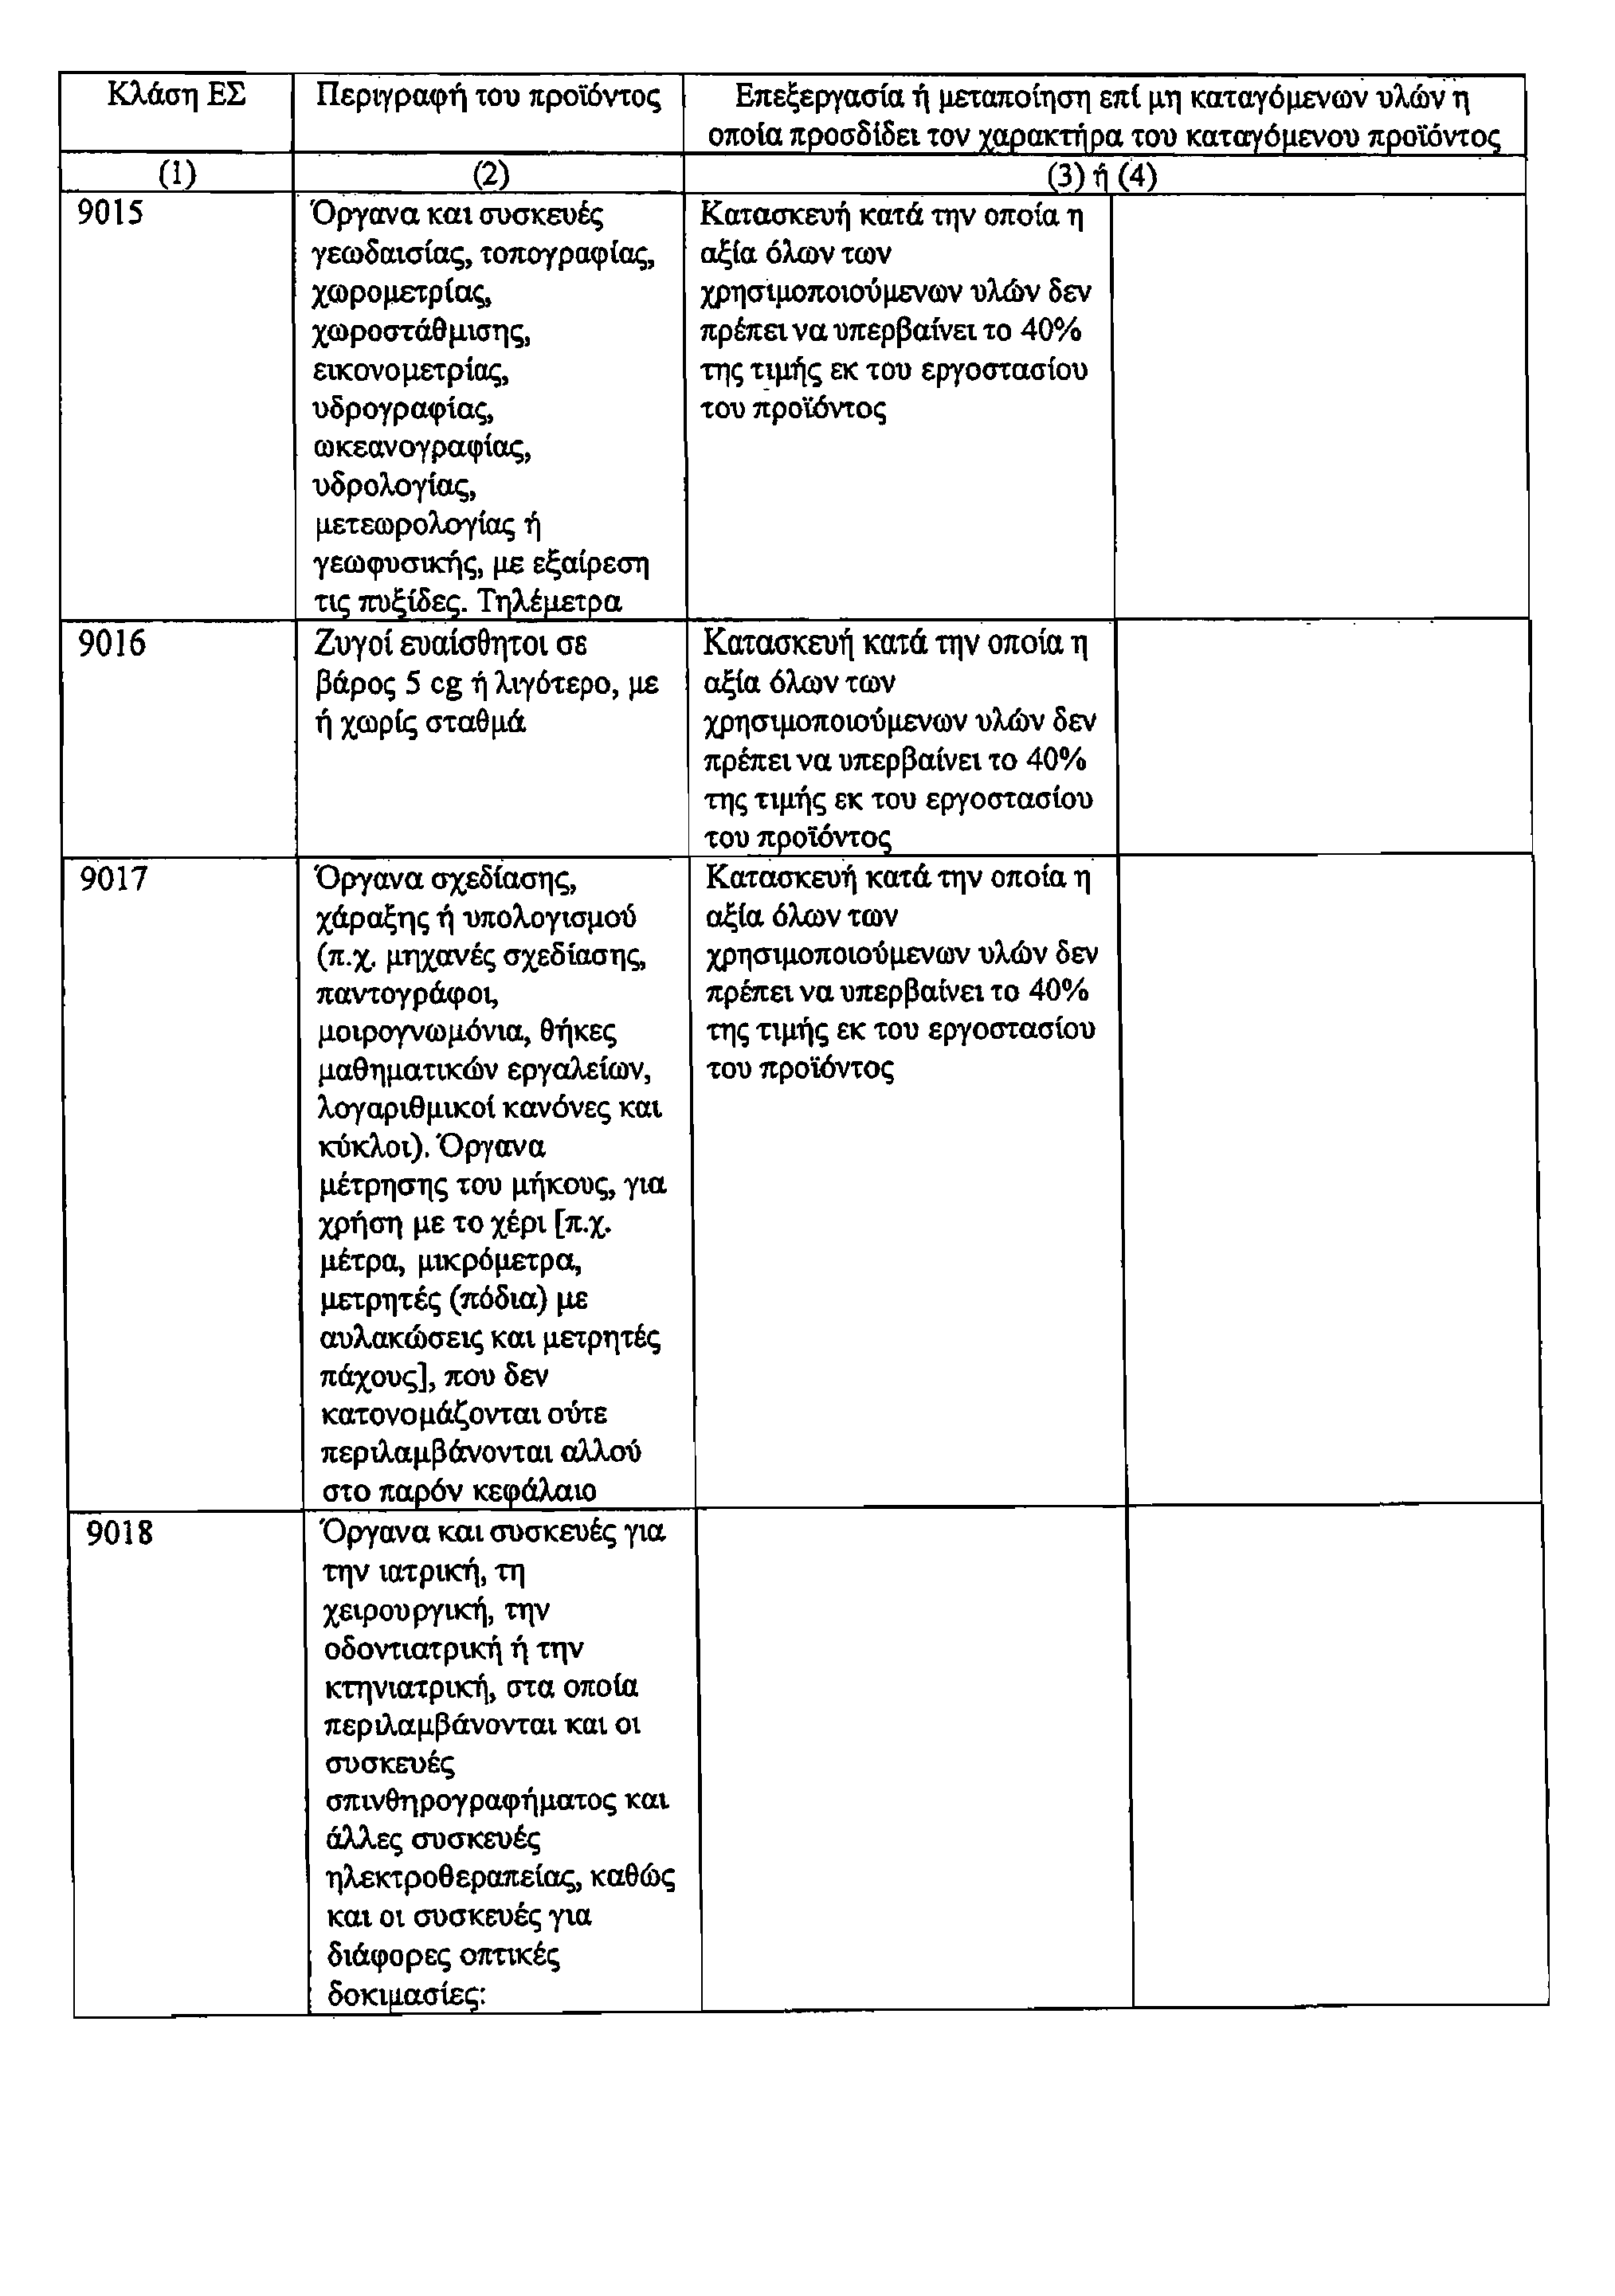 Κλάση ΕΣ
Περιγραφή του προϊόντος
Επεξεργασία ή μεταποίηση επί μη καταγόμενων υλών η
οποία προσδίδει τον χαρακτήρα του καταγόμενου προϊόντος
(1)
(2)
(3) ή (4)
9015
Όργανα και συσκευές
γεωδαισίας, τοπογραφίας,
χωρομετρίας,
χωροστάθμισης,
εικονομετρίας,
υδρογραφίας,
ωκεανογραφίας,
υδρολογίας,
μετεωρολογίας ή
γεωφυσικής, με εξαίρεση
τις πυξίδες. Τηλέμετρα
Κατασκευή κατά την οποία η
αξία όλων των
χρησιμοποιούμενων υλών δεν
πρέπει να υπερβαίνει το 40%
της τιμής εκ του εργοστασίου
του προϊόντος
9016
Ζυγοί ευαίσθητοι σε
βάρος 5 cg ή λιγότερο, με
ή χωρίς σταθμά
Κατασκευή κατά την οποία η
αξία όλων των
χρησιμοποιούμενων υλών δεν
πρέπει να υπερβαίνει το 40%
της τιμής εκ του εργοστασίου
του προϊόντος
9017
Όργανα σχεδίασης,
χάραξης ή υπολογισμού
(π.χ. μηχανές σχεδίασης,
παντογράφοι,
μοιρογνωμόνια, θήκες
μαθηματικών εργαλείων,
λογαριθμικοί κανόνες και
κύκλοι). Όργανα
μέτρησης του μήκους, για
χρήση με το χέρι [π.χ.
μέτρα, μικρόμετρα,
μετρητές (πόδια) με
αυλακώσεις και μετρητές
πάχους], που δεν
κατονομάζονται ούτε
περιλαμβάνονται αλλού
στο παρόν κεφάλαιο
Κατασκευή κατά την οποία η
αξία όλων των
χρησιμοποιούμενων υλών δεν
πρέπει να υπερβαίνει το 40%
της τιμής εκ του εργοστασίου
του προϊόντος
9018
Όργανα και συσκευές για
την ιατρική, τη
χειρουργική, την
οδοντιατρική ή την
κτηνιατρική, στα οποία
περιλαμβάνονται και οι
συσκευές
σπινθηρογραφήματος και
άλλες συσκευές
ηλεκτροθεραπείας, καθώς
και οι συσκευές για
διάφορες οπτικές
δοκιμασίες: